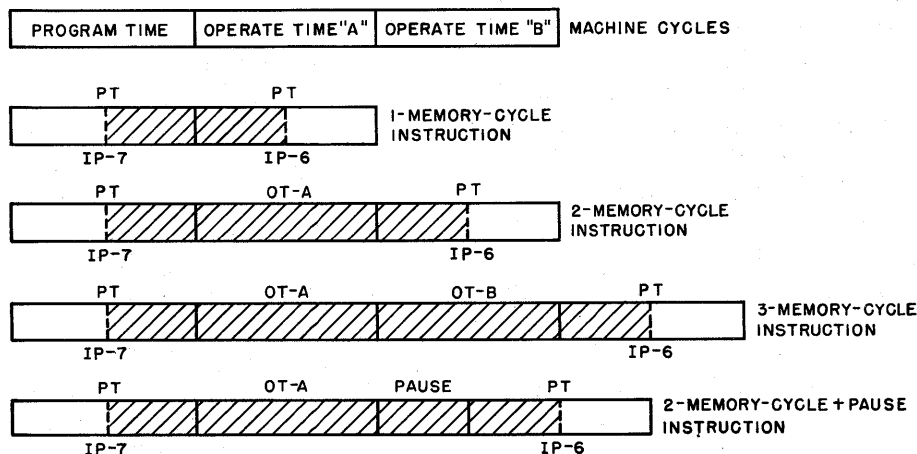 PROGRAM TIME OPERATE TIME "A" OPERATE TIME "B" MACHINE CYCLES
PT PT
1-MEMORY-CYCLE
INSTRUCTION
IP-7 IP-6
PT OT-A PT
2-MEMORY-CYCLE
INSTRUCTION
IP-7 IP-6
PT OT-A OT-B PT
3-MEMORY-CYCLE
INSTRUCTION
IP-7 IP-6
PT OT-A PAUSE PT
2-MEMORY-CYCLE + PAUSE
INSTRUCTION
IP-7 IP-6